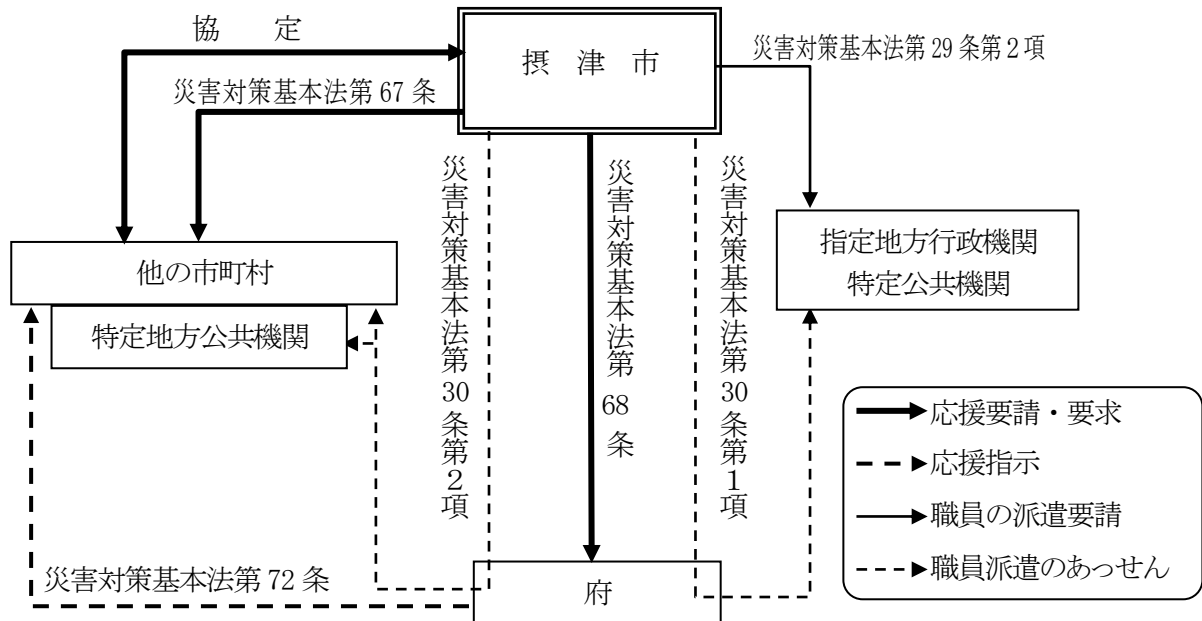 協　定
摂 津 市
災害対策基本法第29条第2項
災害対策基本法第67条
災害対策基本法第30条第2項
災害対策基本法第68条
災害対策基本法第30条第1項
指定地方行政機関
特定公共機関
他の市町村
特定地方公共機関
応援要請・要求
応援指示
職員の派遣要請
職員派遣のあっせん
災害対策基本法第72条
府